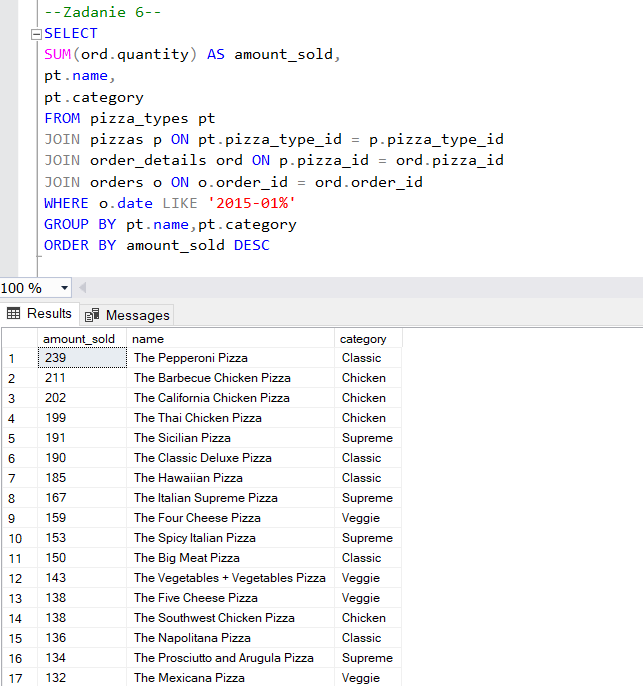 --Zadanie 6--
SELECT
SUM(ord.quantity) AS amount_sold,
pt.name,
pt.category
FROM pizza_types pt
JOIN pizzas p ON pt.pizza_type_id = p.pizza_type_id
JOIN order_details ord ON p.pizza_id = ord.pizza_id
JOIN orders o ON o.order_id = ord.order_id
WHERE o.date LIKE '2015-01%'
GROUP BY pt.name,pt.category
ORDER BY amount_sold DESC
100 %
Results Messages
amount_sold name category
1 239 The Pepperoni Pizza Classic
2 211 The Barbecue Chicken Pizza Chicken
3 202 The California Chicken Pizza Chicken
4 199 The Thai Chicken Pizza Chicken
5 191 The Sicilian Pizza Supreme
6 190 The Classic Deluxe Pizza Classic
7 185 The Hawaiian Pizza Classic
8 167 The Italian Supreme Pizza Supreme
9 159 The Four Cheese Pizza Veggie
10 153 The Spicy Italian Pizza Supreme
11 150 The Big Meat Pizza Classic
12 143 The Vegetables + Vegetables Pizza Veggie
13 138 The Five Cheese Pizza Veggie
14 138 The Southwest Chicken Pizza Chicken
15 136 The Napolitana Pizza Classic
16 134 The Prosciutto and Arugula Pizza Supreme
17 132 The Mexicana Pizza Veggie